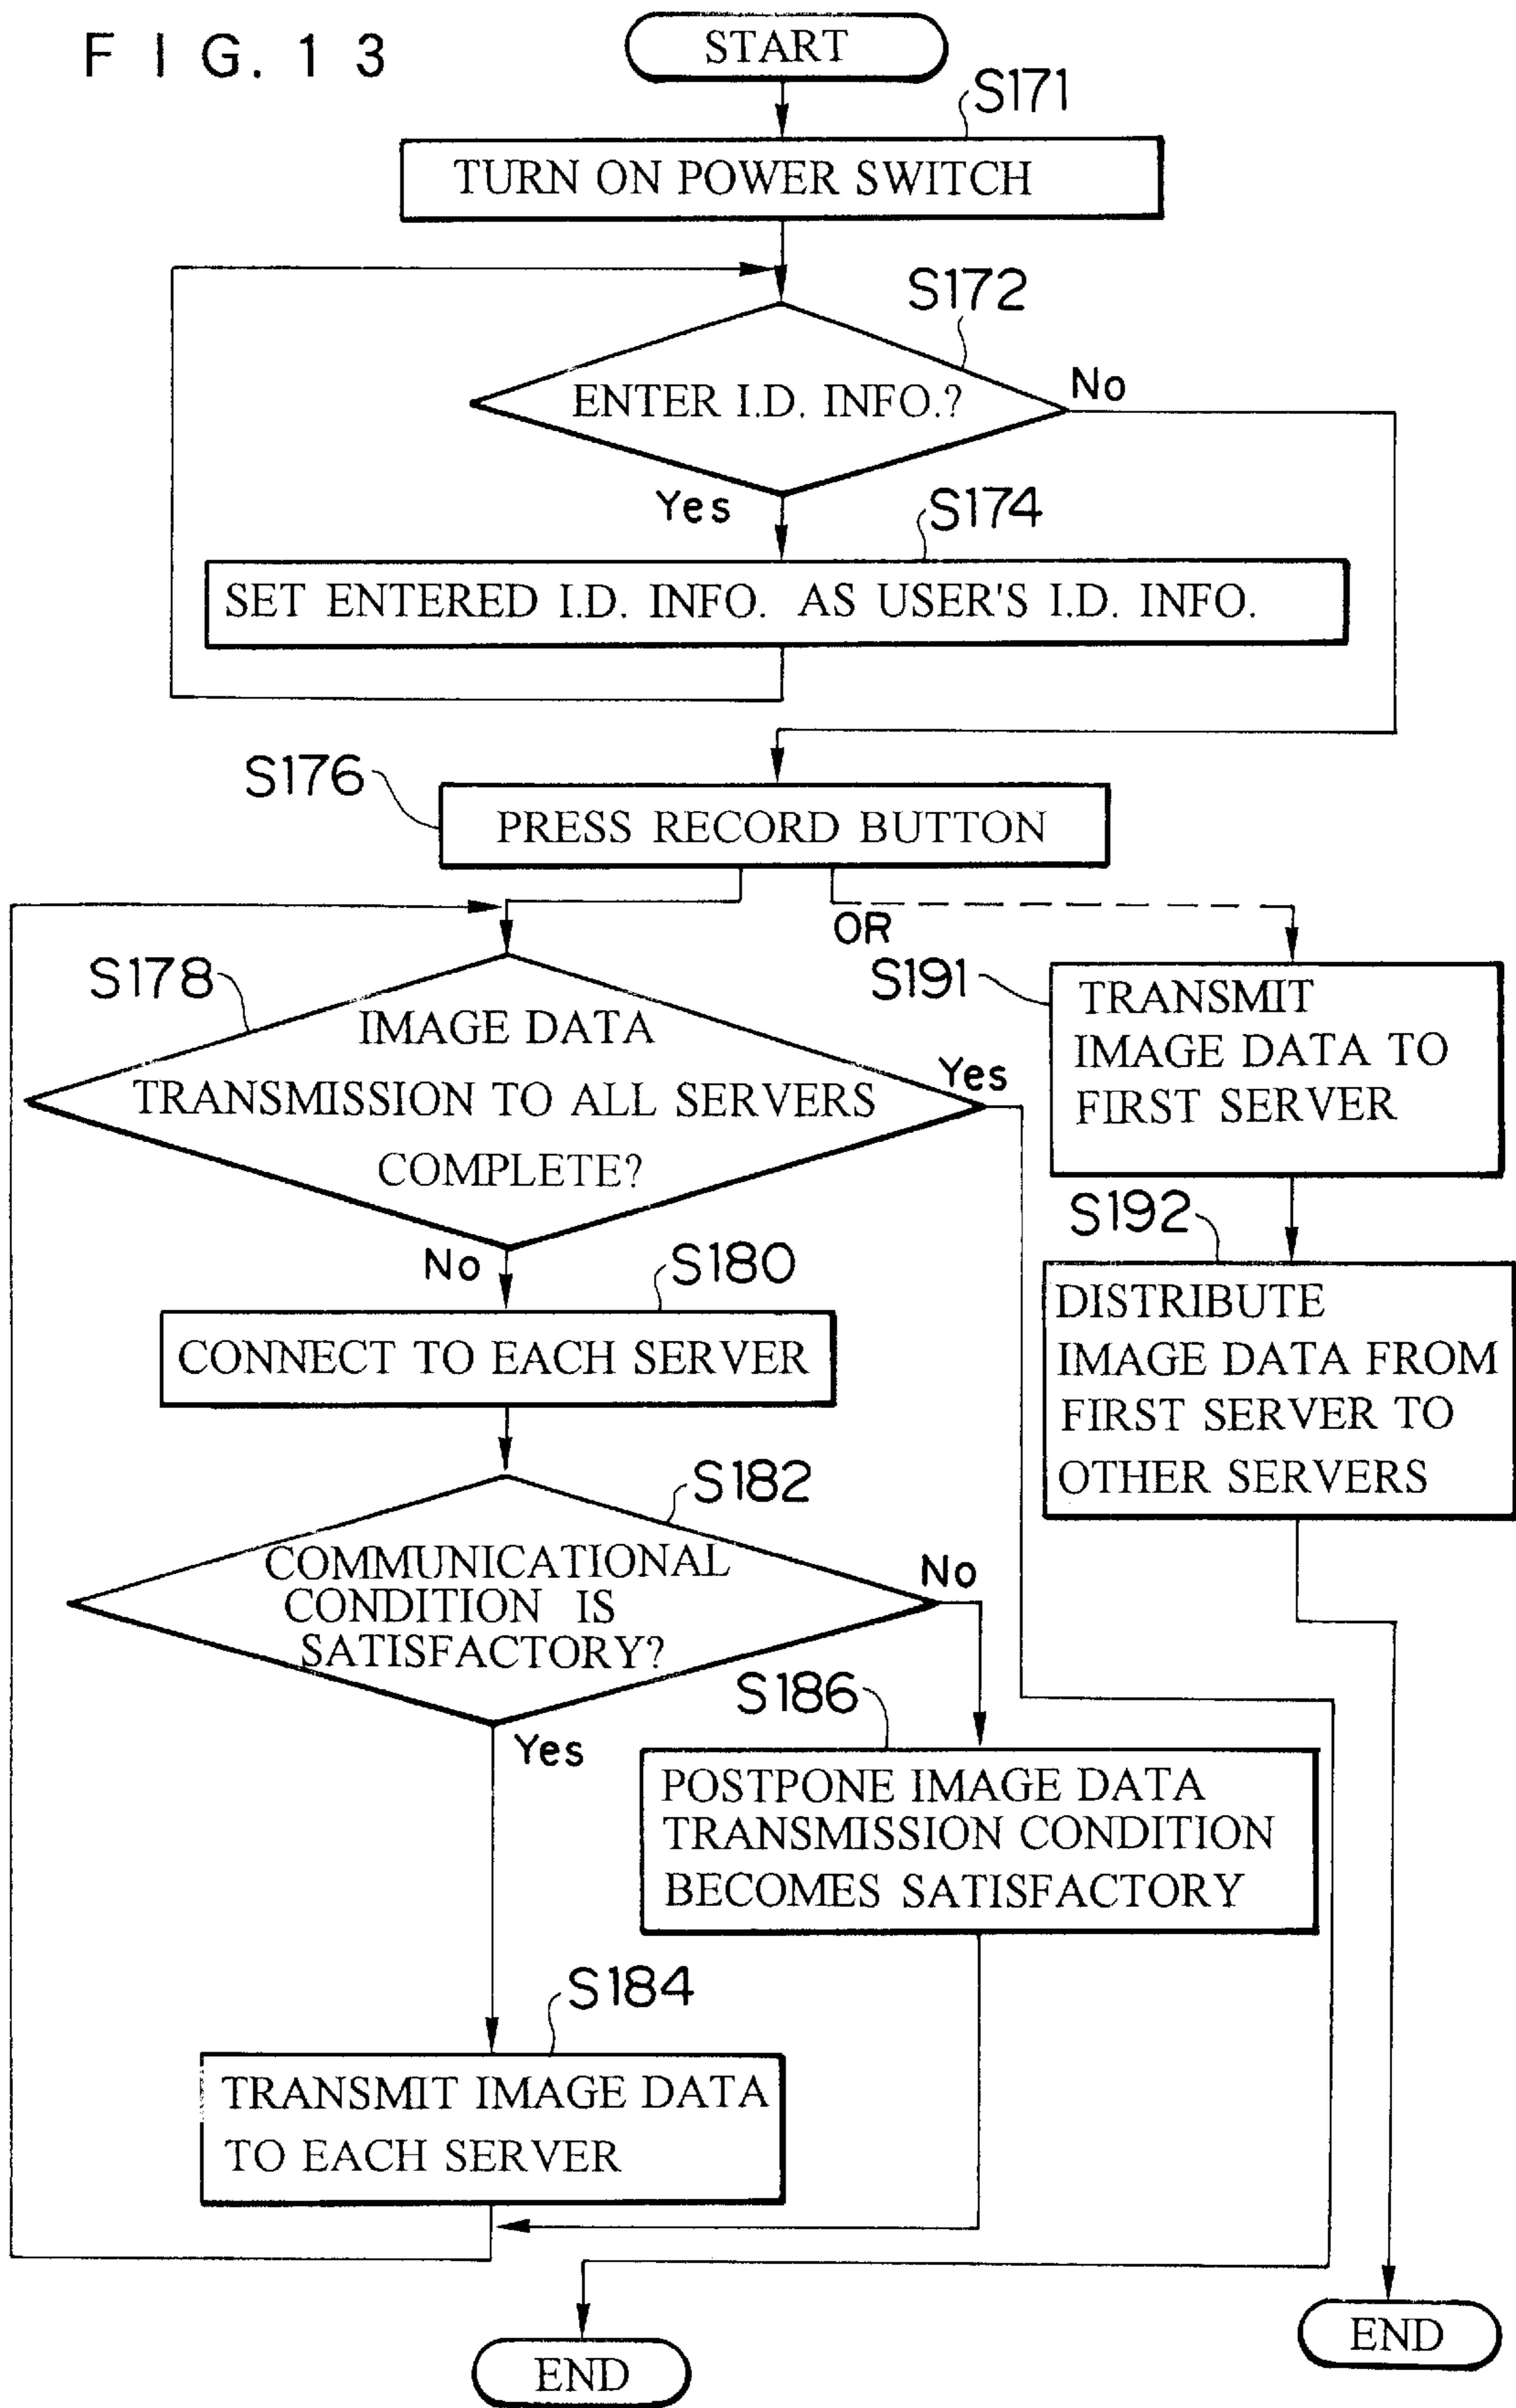 FIG. 13
START
S171
TURN ON POWER SWITCH
S172
ENTER I.D. INFO.?
No
Yes
S174
SET ENTERED I.D. INFO. AS USER'S I.D. INFO.
S176
PRESS RECORD BUTTON
OR
S178
IMAGE DATA
TRANSMISSION TO ALL SERVERS
COMPLETE?
Yes
No
S191
TRANSMIT
IMAGE DATA TO
FIRST SERVER
S192
DISTRIBUTE
IMAGE DATA FROM
FIRST SERVER TO
OTHER SERVERS
S180
CONNECT TO EACH SERVER
S182
COMMUNICATIONAL
CONDITION IS
SATISFACTORY?
No
Yes
S186
POSTPONE IMAGE DATA
TRANSMISSION CONDITION
BECOMES SATISFACTORY
S184
TRANSMIT IMAGE DATA
TO EACH SERVER
END
END